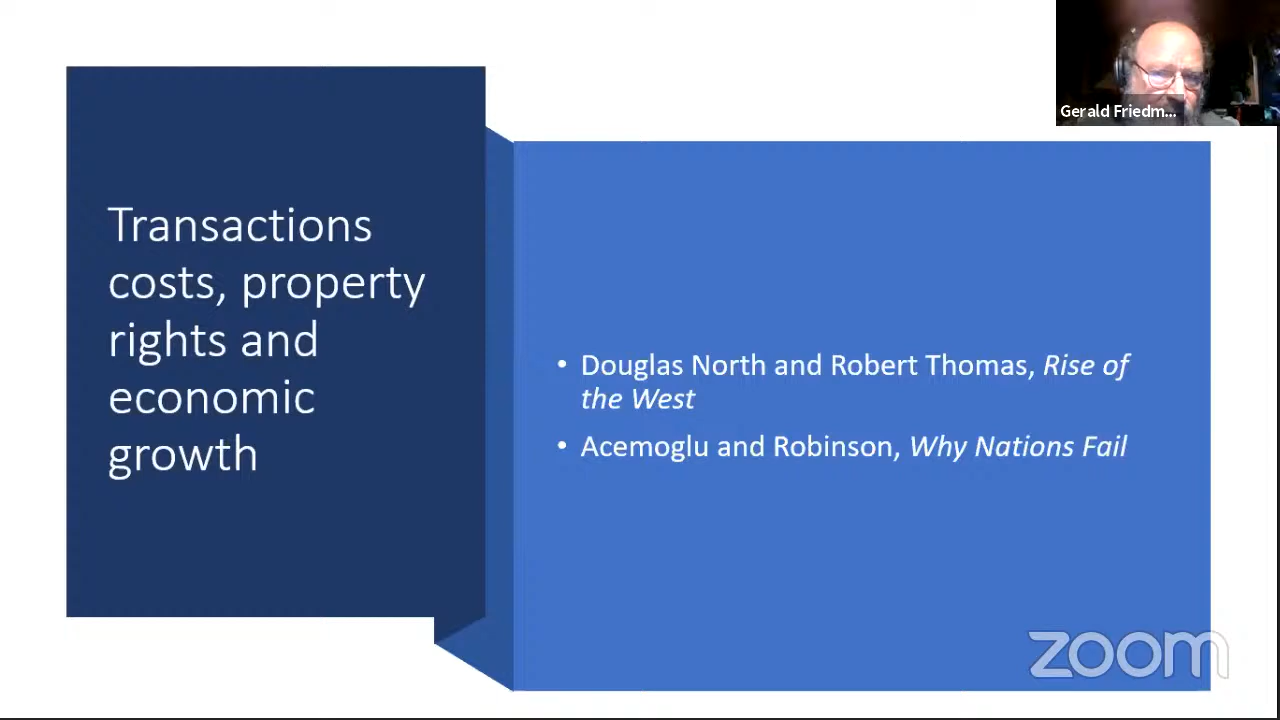 Gerald Friedm...
Transactions
costs, property
rights and
economic
growth
• Douglas North and Robert Thomas, Rise of
the West
• Acemoglu and Robinson, Why Nations Fail
zoom